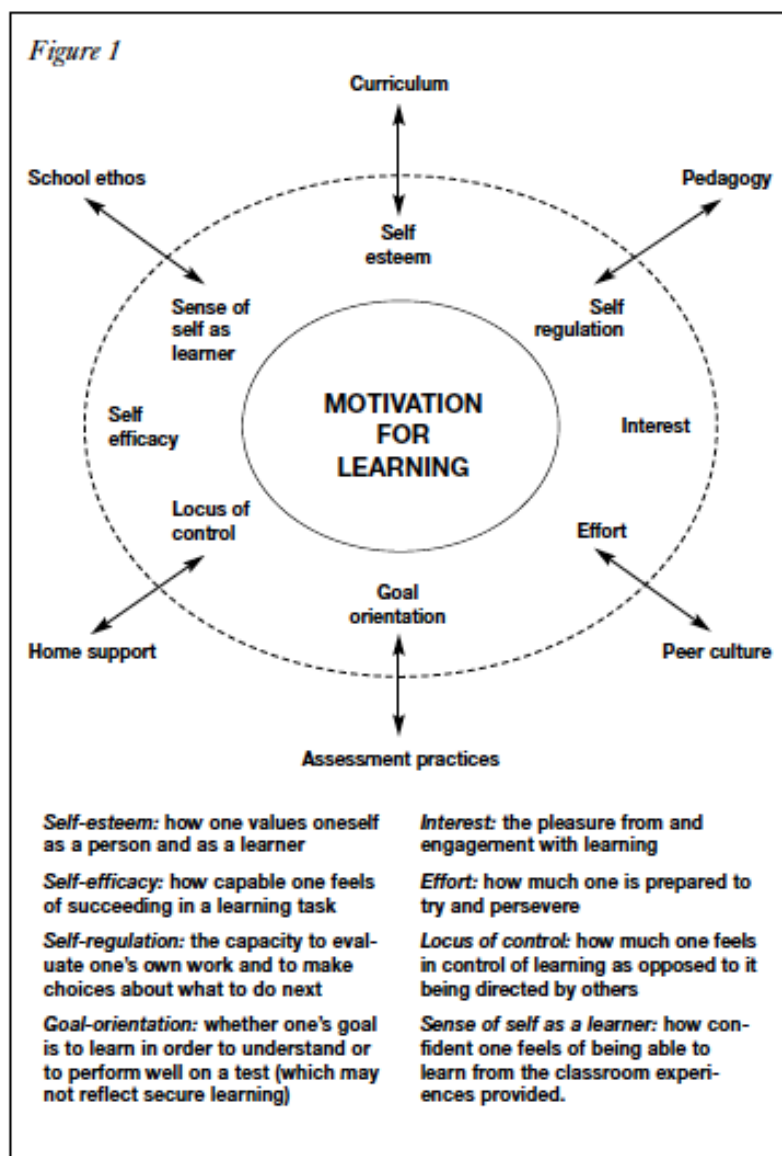 Figure 1
Curriculum
School ethos
Pedagogy
Self
esteem
Sense of
self as
learner
Self
regulation
MOTIVATION
FOR
LEARNING
Self
efficacy
Interest
Locus of
control
Effort
Goal
orientation
Home support
Peer culture
Assessment practices
Self-esteem: how one values oneself
as a person and as a learner
Self-efficacy: how capable one feels
of succeeding in a learning task
Self-regulation: the capacity to eval-
uate one's own work and to make
choices about what to do next
Goal-orientation: whether one's goal
is to learn in order to understand or
to perform well on a test (which may
not reflect secure learning)
Interest: the pleasure from and
engagement with learning
Effort: how much one is prepared to
try and persevere
Locus of control: how much one feels
in control of learning as opposed to it
being directed by others
Sense of self as a learner: how con-
fident one feels of being able to
learn from the classroom experi-
ences provided.